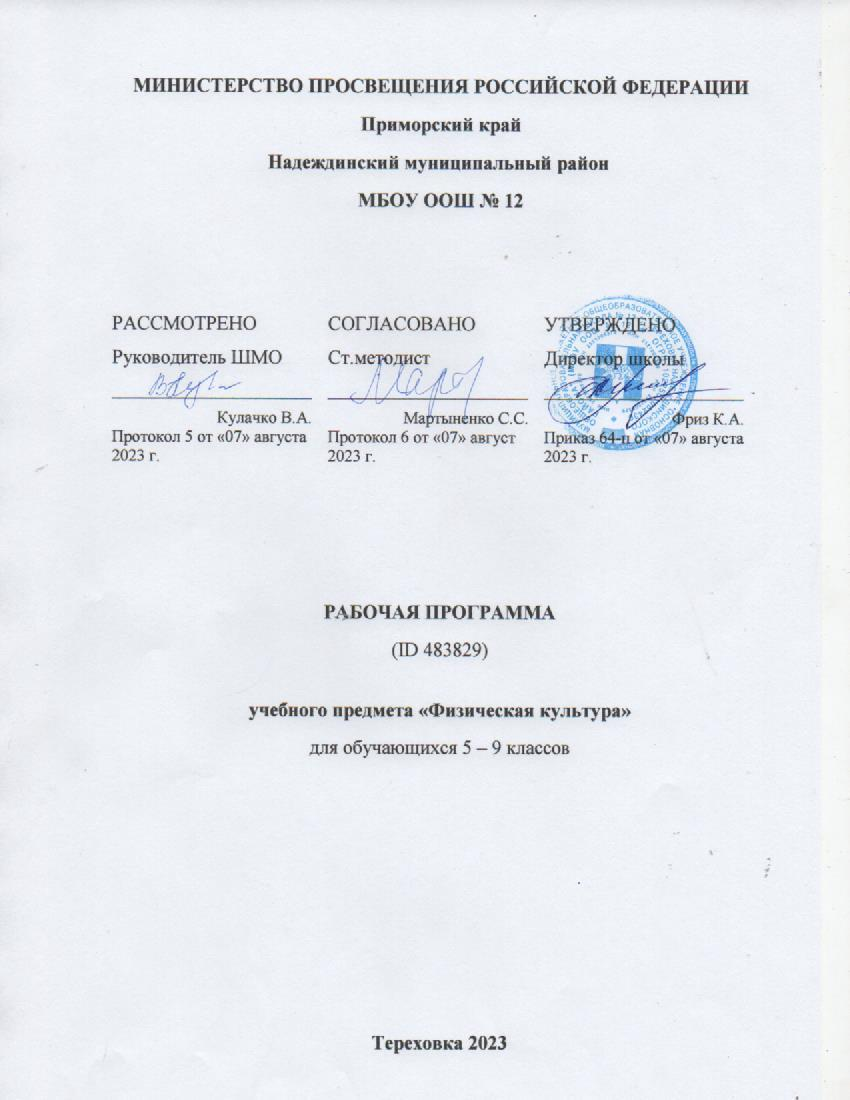 МИНИСТЕРСТВО ПРОСВЕЩЕНИЯ РОССИЙСКОЙ ФЕДЕРАЦИИ
Приморский край
Надеждинский муниципальный район
МБОУ ООШ № 12
РАССМОТРЕНО
Руководитель ШМО
Кулачко В.А.
Протокол 5 от «07» августа
2023 г.
СОГЛАСОВАНО
Ст.методист
Мартыненко С.С.
Протокол 6 от «07» август
2023 г.
УТВЕРЖДЕНО
Директор школы
Фриз К.А.
Приказ 64-п от «07» августа
2023 г.
РАБОЧАЯ ПРОГРАММА
(ID 483829)
учебного предмета «Физическая культура»
для обучающихся 5 – 9 классов
Тереховка 2023